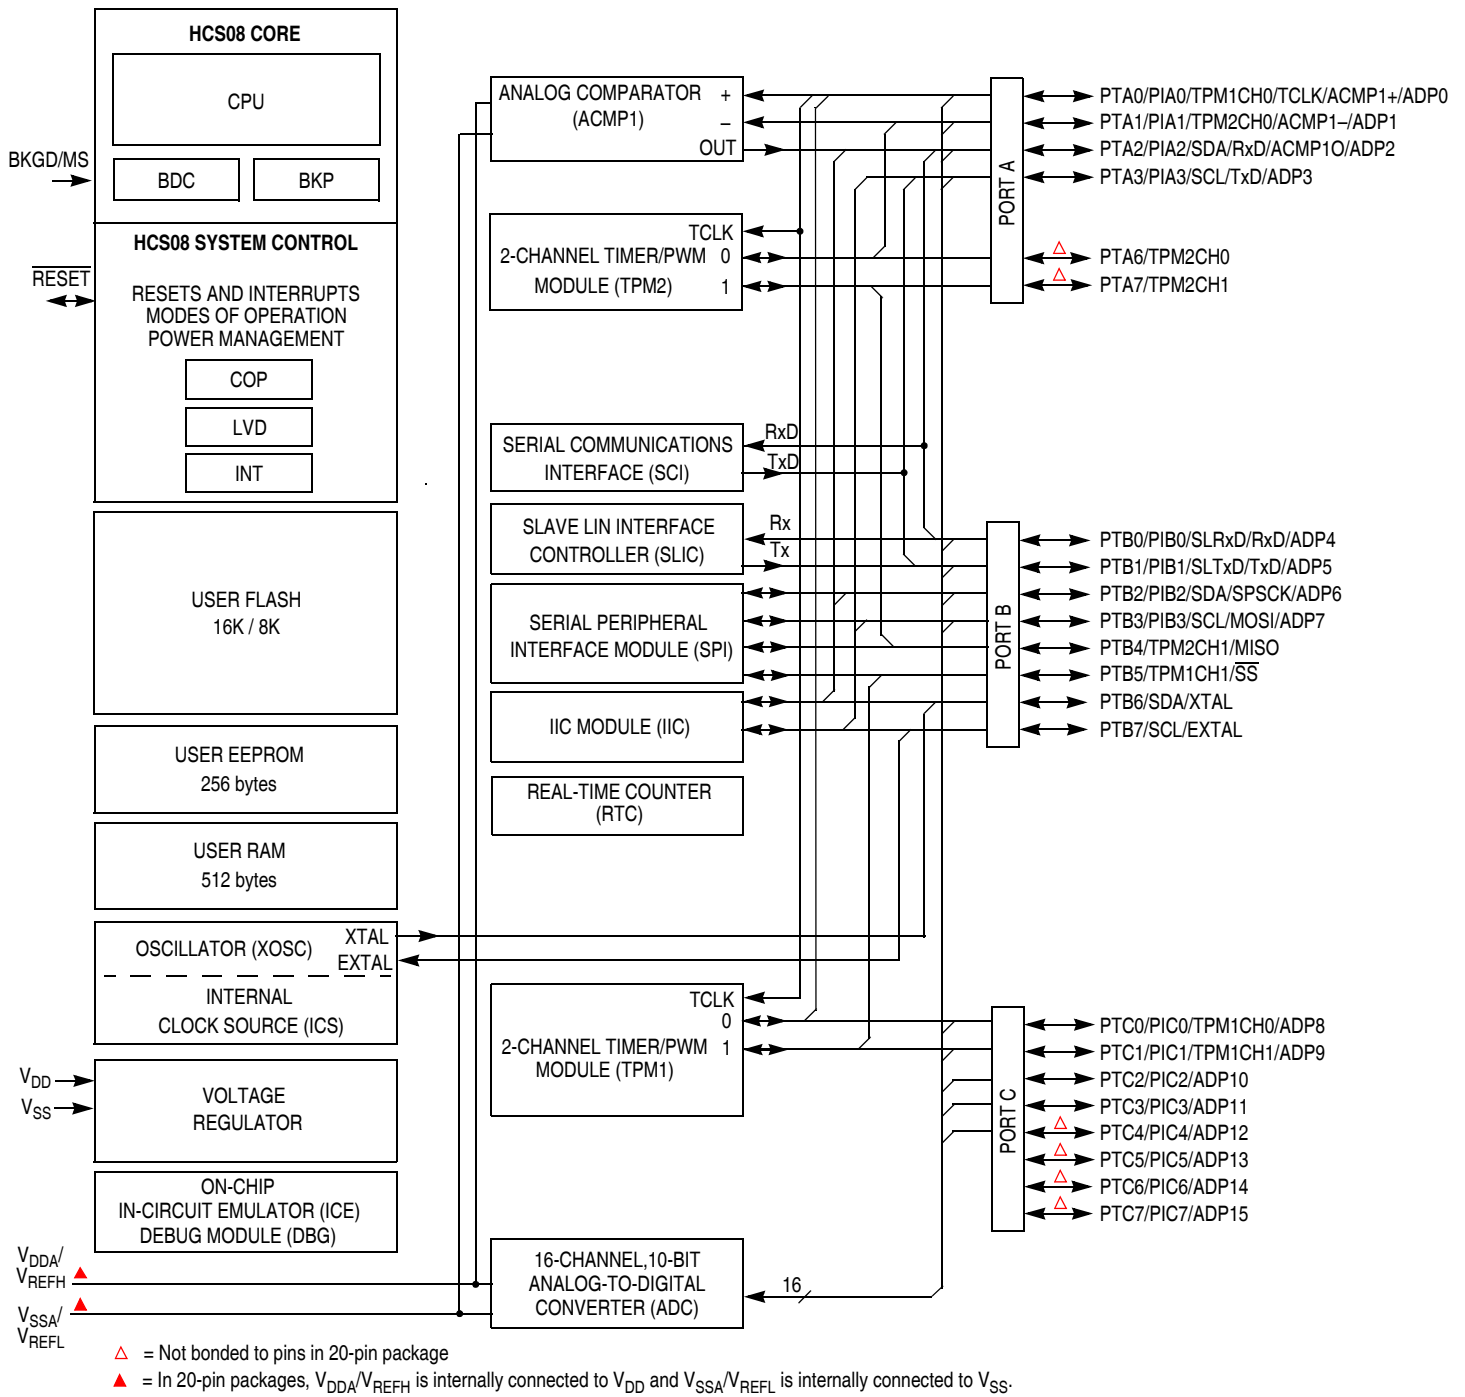 HCS08 CORE
CPU
BKGD/MS
BDC
BKP
HCS08 SYSTEM CONTROL
RESET
RESETS AND INTERRUPTS
MODES OF OPERATION
POWER MANAGEMENT
COP
LVD
INT
USER FLASH
16K / 8K
USER EEPROM
256 bytes
USER RAM
512 bytes
OSCILLATOR (XOSC)
XTAL
EXTAL
INTERNAL
CLOCK SOURCE (ICS)
VDD
VSS
VOLTAGE
REGULATOR
ON-CHIP
IN-CIRCUIT EMULATOR (ICE)
DEBUG MODULE (DBG)
VDDA/
VREFH
VSSA/
VREFL
ANALOG COMPARATOR
(ACMP1)
+
–
OUT
TCLK
2-CHANNEL TIMER/PWM
MODULE (TPM2)
0
1
SERIAL COMMUNICATIONS
INTERFACE (SCI)
RxD
TxD
SLAVE LIN INTERFACE
CONTROLLER (SLIC)
Rx
Tx
SERIAL PERIPHERAL
INTERFACE MODULE (SPI)
IIC MODULE (IIC)
REAL-TIME COUNTER
(RTC)
TCLK
0
2-CHANNEL TIMER/PWM
1
MODULE (TPM1)
16-CHANNEL,10-BIT
ANALOG-TO-DIGITAL
CONVERTER (ADC)
16
PORT A
PTA0/PIA0/TPM1CH0/TCLK/ACMP1+/ADP0
PTA1/PIA1/TPM2CH0/ACMP1–/ADP1
PTA2/PIA2/SDA/RxD/ACMP1O/ADP2
PTA3/PIA3/SCL/TxD/ADP3
PTA6/TPM2CH0
PTA7/TPM2CH1
PORT B
PTB0/PIB0/SLRxD/RxD/ADP4
PTB1/PIB1/SLTxD/TxD/ADP5
PTB2/PIB2/SDA/SPSCK/ADP6
PTB3/PIB3/SCL/MOSI/ADP7
PTB4/TPM2CH1/MISO
PTB5/TPM1CH1/SS
PTB6/SDA/XTAL
PTB7/SCL/EXTAL
PORT C
PTC0/PIC0/TPM1CH0/ADP8
PTC1/PIC1/TPM1CH1/ADP9
PTC2/PIC2/ADP10
PTC3/PIC3/ADP11
PTC4/PIC4/ADP12
PTC5/PIC5/ADP13
PTC6/PIC6/ADP14
PTC7/PIC7/ADP15
△ = Not bonded to pins in 20-pin package
▲ = In 20-pin packages, VDDA/VREFH is internally connected to VDD and VSSA/VREFL is internally connected to VSS.